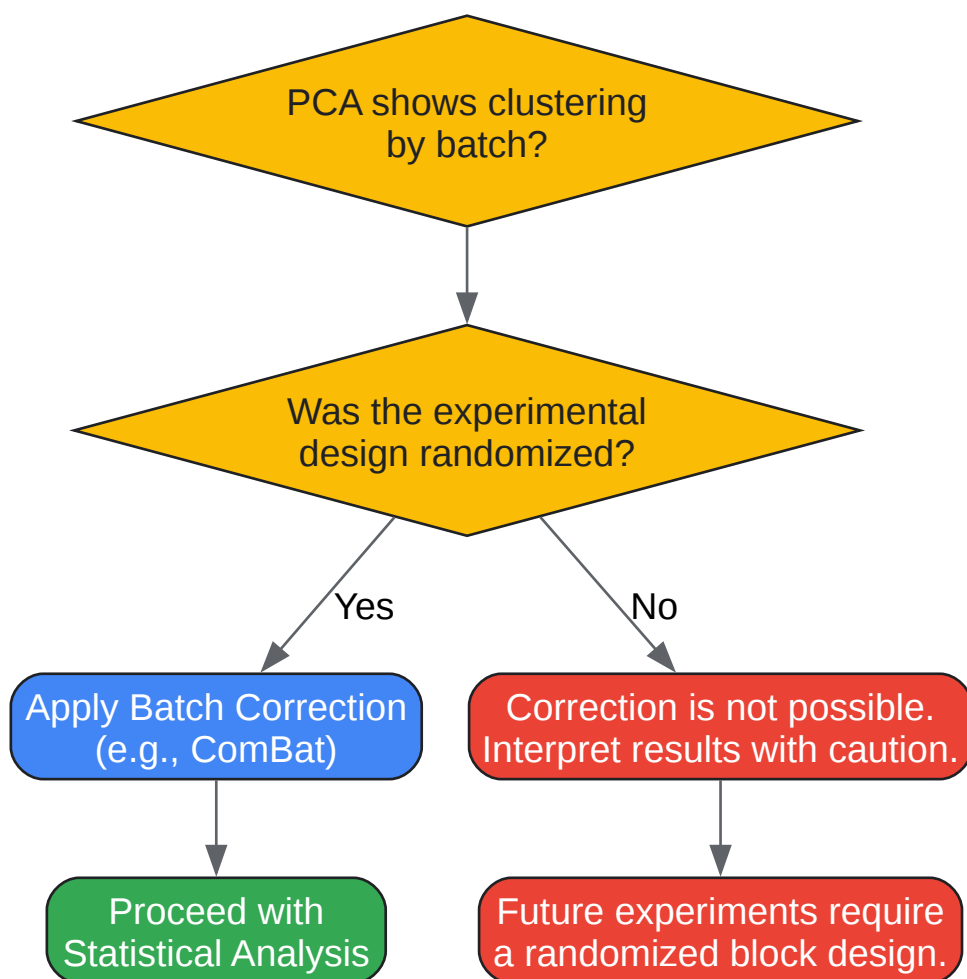 PCA shows clustering
by batch?
Was the experimental
design randomized?
Yes
No
Apply Batch Correction
(e.g., ComBat)
Correction is not possible.
Interpret results with caution.
Proceed with
Statistical Analysis
Future experiments require
a randomized block design.